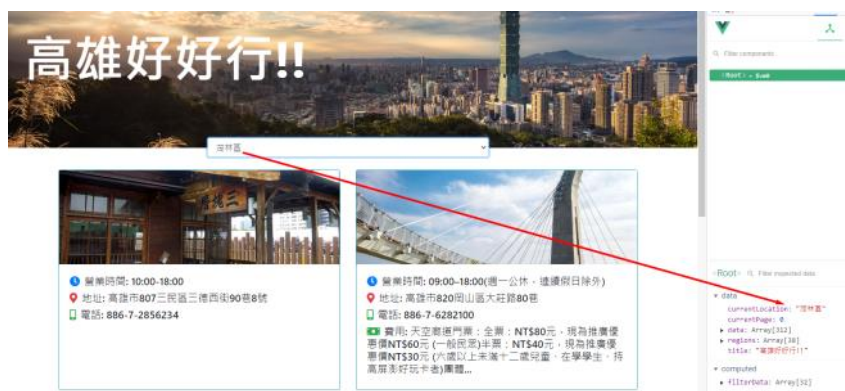 高雄好好行!!
茂林區
三塊厝
營業時間: 10:00-18:00
地址: 高雄市807三民區三德西街90巷8號
電話: 886-7-2856234
營業時間: 09:00-18:00(週一公休，連續假日除外)
地址: 高雄市820岡山區大莊路80巷
電話: 886-7-6282100
費用: 天空廊道門票：全票：NT$80元，現為推廣優
惠價NT$60元 (一般民眾)半票：NT$40元，現為推廣優
惠價NT$30元 (六歲以上未滿十二歲兒童、在學學生、持
高屏澎好玩卡者)團體...
Filter components
<Root> = $vm0
<Root> Filter inspected data
data
currentLocation: "茂林區"
currentPage: 0
data: Array[312]
regions: Array[38]
title: "高雄好好行!!"
computed
filterData: Array[32]